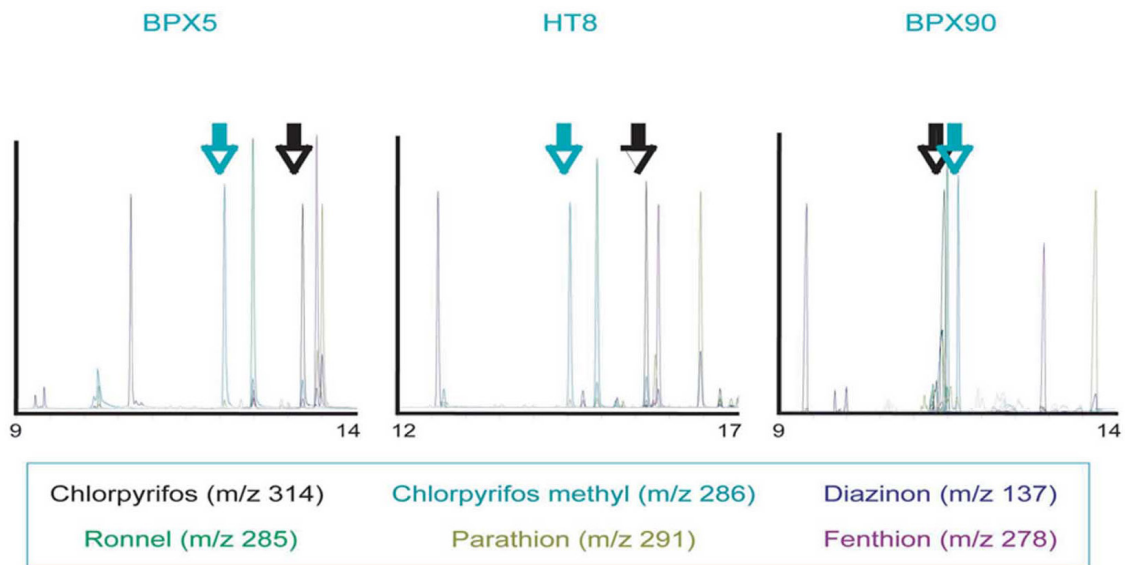 BPX5 HT8 BPX90
9 14 12 17 9 14
Chlorpyrifos (m/z 314) Chlorpyrifos methyl (m/z 286) Diazinon (m/z 137)
Ronnel (m/z 285) Parathion (m/z 291) Fenthion (m/z 278)